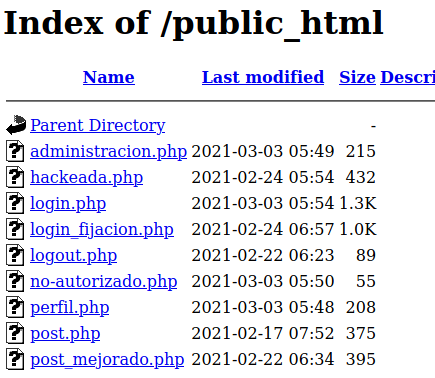 Index of /public_html
Name Last modified Size Descri
Parent Directory -
administracion.php 2021-03-03 05:49 215
hackeada.php 2021-02-24 05:54 432
login.php 2021-03-03 05:54 1.3K
login_fijacion.php 2021-02-24 06:57 1.0K
logout.php 2021-02-22 06:23 89
no-autorizado.php 2021-03-03 05:50 55
perfil.php 2021-03-03 05:48 208
post.php 2021-02-17 07:52 375
post_mejorado.php 2021-02-22 06:34 395